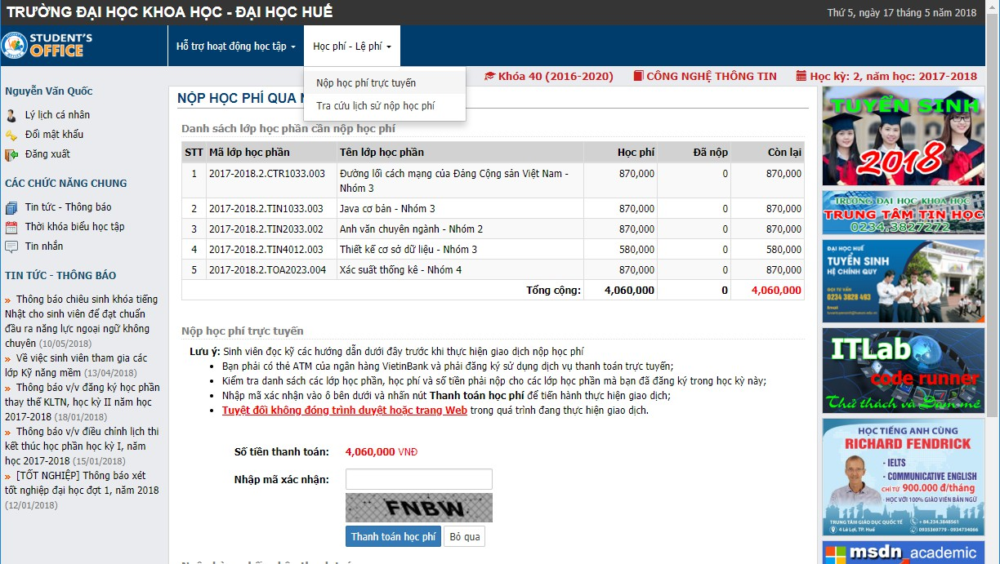 TRƯỜNG ĐẠI HỌC KHOA HỌC - ĐẠI HỌC HUẾ
Thứ 5, ngày 17 tháng 5 năm 2018
STUDENT'S
OFFICE
Hỗ trợ hoạt động học tập
Học phí - Lệ phí
Nộp học phí trực tuyến
Tra cứu lịch sử nộp học phí
Khóa 40 (2016-2020)
CÔNG NGHỆ THÔNG TIN
Học kỳ: 2, năm học: 2017-2018
Nguyễn Văn Quốc
Lý lịch cá nhân
Đổi mật khẩu
Đăng xuất
CÁC CHỨC NĂNG CHUNG
Tin tức - Thông báo
Thời khóa biểu học tập
Tin nhắn
TIN TỨC - THÔNG BÁO
» Thông báo chiêu sinh khóa tiếng
Nhật cho sinh viên để đạt chuẩn
đầu ra năng lực ngoại ngữ không
chuyên (10/05/2018)
» Về việc sinh viên tham gia các
lớp Kỹ năng mềm (13/04/2018)
» Thông báo v/v đăng ký học phần
thay thế KLTN, học kỳ II năm học
2017-2018 (18/01/2018)
» Thông báo v/v điều chỉnh lịch thi
kết thúc học phần học kỳ I, năm
học 2017-2018 (15/01/2018)
» [TỐT NGHIỆP] Thông báo xét
tốt nghiệp đại học đợt 1, năm 2018
(12/01/2018)
NỘP HỌC PHÍ QUA
Danh sách lớp học phần cần nộp học phí
STT Mã lớp học phần Tên lớp học phần Học phí Đã nộp Còn lại
1 2017-2018.2.CTR1033.003 Đường lối cách mạng của Đảng Cộng sản Việt Nam - 870,000 0 870,000
Nhóm 3
2 2017-2018.2.TIN1033.003 Java cơ bản - Nhóm 3 870,000 0 870,000
3 2017-2018.2.TIN2033.002 Anh văn chuyên ngành - Nhóm 2 870,000 0 870,000
4 2017-2018.2.TIN4012.003 Thiết kế cơ sở dữ liệu - Nhóm 3 580,000 0 580,000
5 2017-2018.2.TOA2023.004 Xác suất thống kê - Nhóm 4 870,000 0 870,000
Tổng cộng: 4,060,000 0 4,060,000
Nộp học phí trực tuyến
Lưu ý: Sinh viên đọc kỹ các hướng dẫn dưới đây trước khi thực hiện giao dịch nộp học phí
• Bạn phải có thẻ ATM của ngân hàng VietinBank và phải đăng ký sử dụng dịch vụ thanh toán trực tuyến;
• Kiểm tra danh sách các lớp học phần, học phí và số tiền phải nộp cho các lớp học phần mà bạn đã đăng ký trong học kỳ này;
• Nhập mã xác nhận vào ô bên dưới và nhấn nút Thanh toán học phí để tiến hành thực hiện giao dịch;
• Tuyệt đối không đóng trình duyệt hoặc trang Web trong quá trình đang thực hiện giao dịch.
Số tiền thanh toán: 4,060,000 VNĐ
Nhập mã xác nhận:
FNBW
Thanh toán học phí
Bỏ qua
TUYỂN SINH
2018
TRƯỜNG ĐẠI HỌC KHOA HỌC
TRUNG TÂM TIN HỌC
0234.3827272
ĐẠI HỌC HUẾ
TUYỂN SINH
HỆ CHÍNH QUY
GỌI TƯ VẤN
0234 3828 493
Email
ITLab
code runner
Thử thách và Đam mê
HỌC TIẾNG ANH CÙNG
RICHARD FENDRICK
- IELTS
- COMMUNICATIVE ENGLISH
CHỈ TỪ 900.000 đ/tháng
- HỌC VỚI 100% GIÁO VIÊN BẢN NGỮ
TRUNG TÂM GIÁO DỤC QUỐC TẾ
4 Lê Lợi, TP. Huế
+ 84.234.3848561
0935369779 - 0934734066
msdn academic